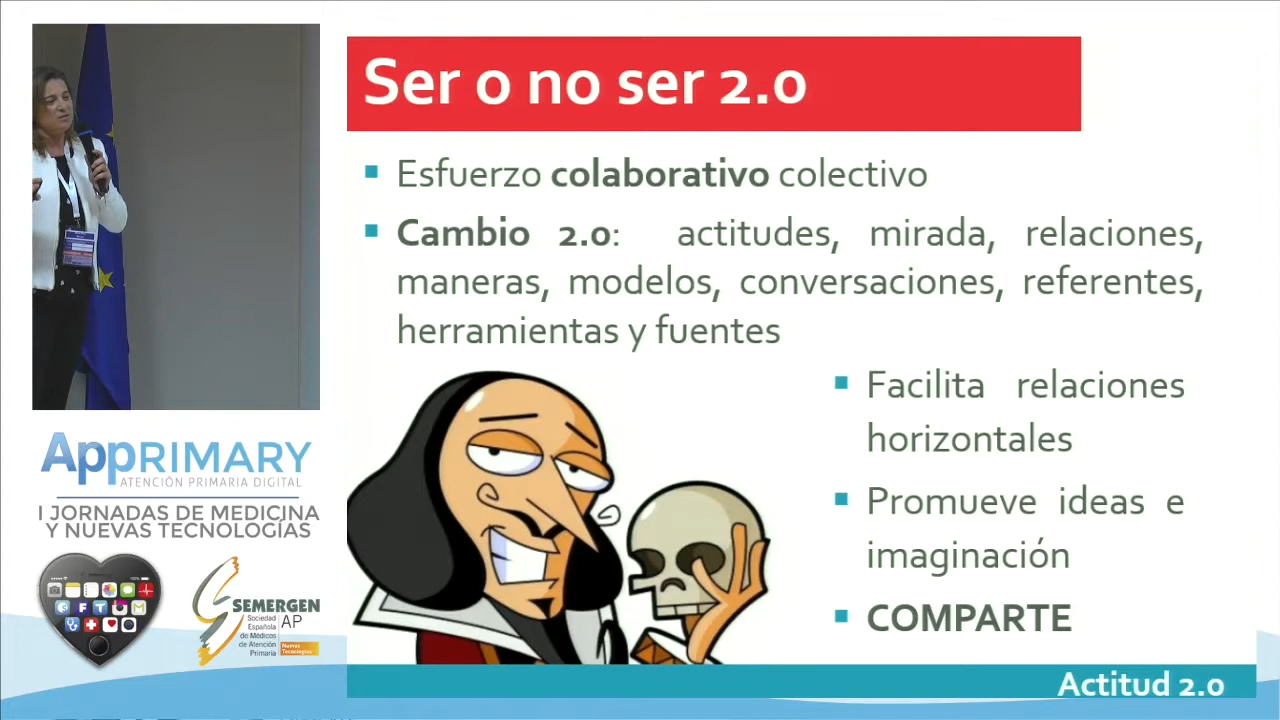 Ser o no ser 2.0
Esfuerzo colaborativo colectivo
Cambio 2.0: actitudes, mirada, relaciones,
maneras, modelos, conversaciones, referentes,
herramientas y fuentes
Facilita relaciones
horizontales
Promueve ideas e
imaginación
COMPARTE
Actitud 2.0
AppRIMARY
ATENCIÓN PRIMARIA DIGITAL
I JORNADAS DE MEDICINA
Y NUEVAS TECNOLOGÍAS
SEMERGEN
AP
Sociedad
Española
de Médicos
de Atención
Primaria
Nuevas
Tecnologías